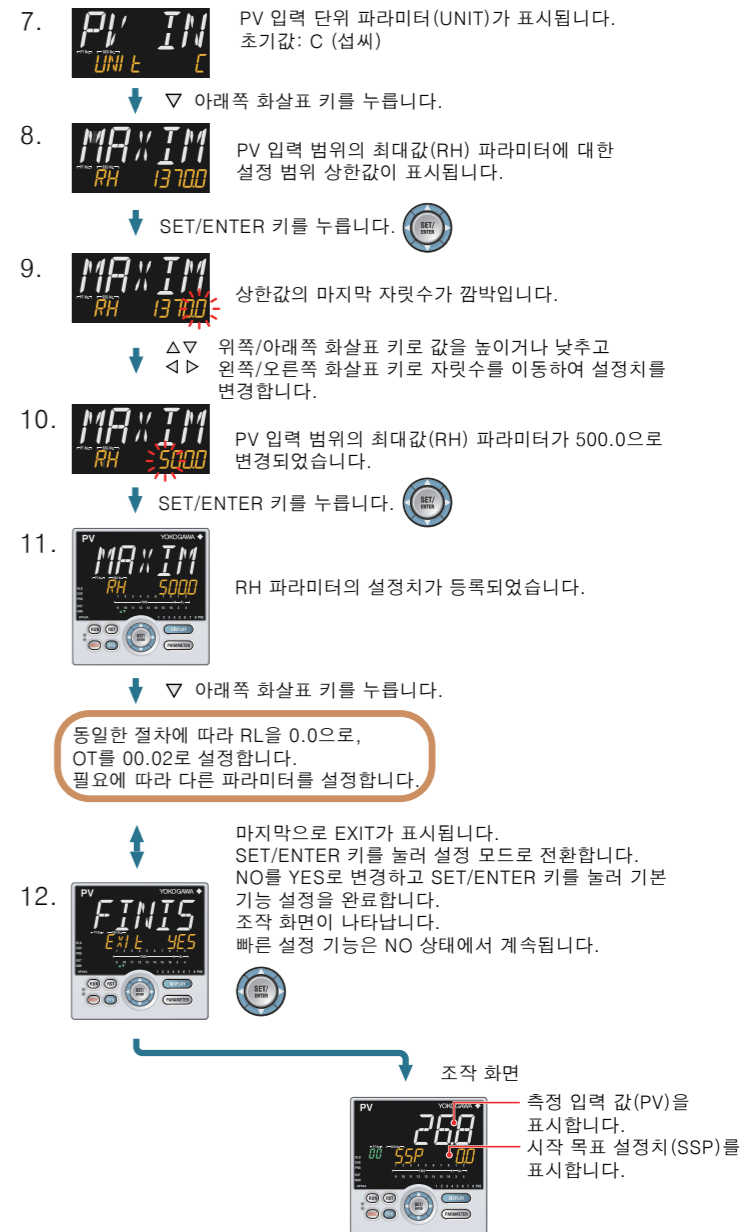 7.
PV IN
UNIT C
PV 입력 단위 파라미터(UNIT)가 표시됩니다.
초기값: C (섭씨)
▽ 아래쪽 화살표 키를 누릅니다.
8.
MAXIM
RH 1370.0
PV 입력 범위의 최대값(RH) 파라미터에 대한
설정 범위 상한값이 표시됩니다.
SET/ENTER 키를 누릅니다.
SET/
ENTER
9.
MAXIM
RH 1370.0
상한값의 마지막 자릿수가 깜박입니다.
△▽ 위쪽/아래쪽 화살표 키로 값을 높이거나 낮추고
◁ ▷ 왼쪽/오른쪽 화살표 키로 자릿수를 이동하여 설정치를
변경합니다.
10.
MAXIM
RH 500.0
PV 입력 범위의 최대값(RH) 파라미터가 500.0으로
변경되었습니다.
SET/ENTER 키를 누릅니다.
SET/
ENTER
11.
PV YOKOGAWA
MAXIM
RH 500.0
RUN RST
SET/
ENTER
DISPLAY
PARAMETER
RH 파라미터의 설정치가 등록되었습니다.
▽ 아래쪽 화살표 키를 누릅니다.
동일한 절차에 따라 RL을 0.0으로,
OT를 00.02로 설정합니다.
필요에 따라 다른 파라미터를 설정합니다.
마지막으로 EXIT가 표시됩니다.
SET/ENTER 키를 눌러 설정 모드로 전환합니다.
NO를 YES로 변경하고 SET/ENTER 키를 눌러 기본
기능 설정을 완료합니다.
조작 화면이 나타납니다.
빠른 설정 기능은 NO 상태에서 계속됩니다.
12.
PV YOKOGAWA
FINIS
EXIT YES
RUN RST
SET/
ENTER
DISPLAY
PARAMETER
SET/
ENTER
조작 화면
PV YOKOGAWA
26.8
00 SSP 0.0
RUN RST
SET/
ENTER
DISPLAY
PARAMETER
측정 입력 값(PV)을
표시합니다.
시작 목표 설정치(SSP)를
표시합니다.